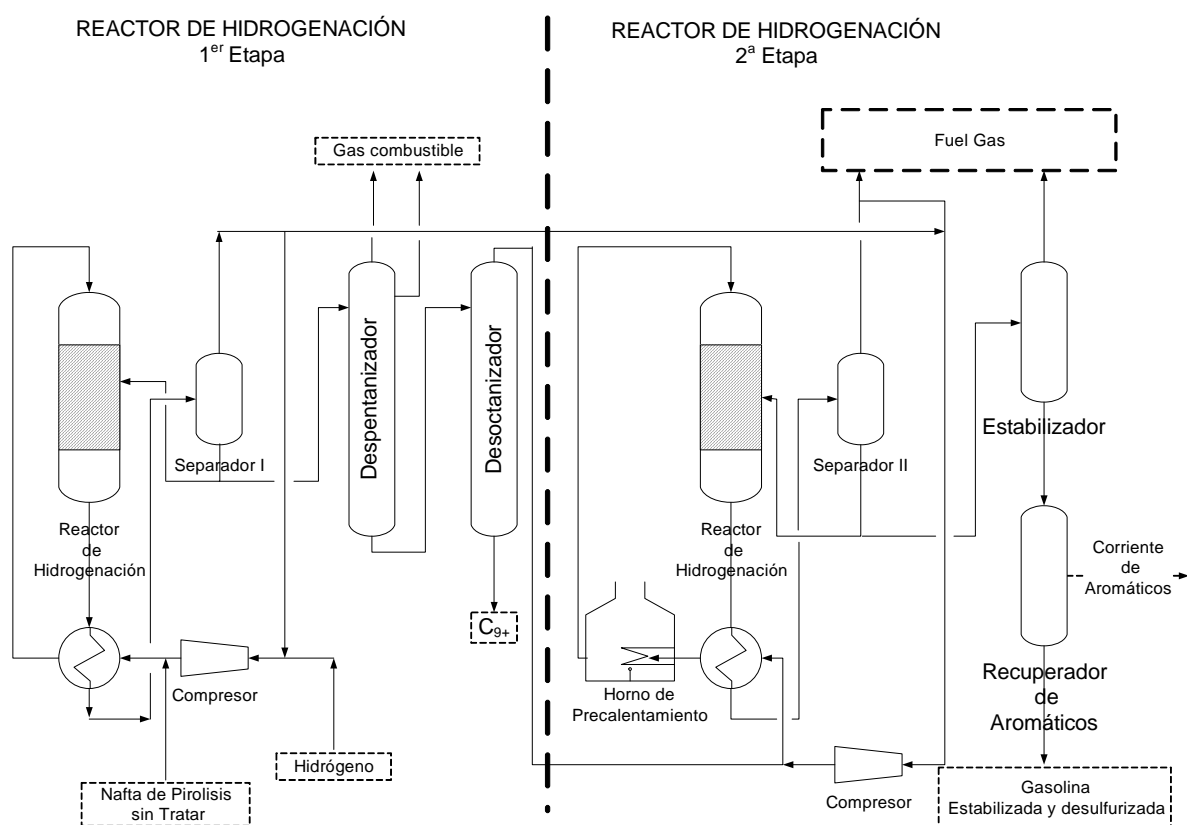 REACTOR DE HIDROGENACIÓN
1er Etapa
REACTOR DE HIDROGENACIÓN
2a Etapa
Gas combustible
Fuel Gas
Despentanizador
Desoctanizador
Separador I
Reactor
de
Hidrogenación
Compresor
C9+
Hidrógeno
Nafta de Pirolisis
sin Tratar
Separador II
Reactor
de
Hidrogenación
Horno de
Precalentamiento
Compresor
Estabilizador
Corriente
de
Aromáticos
Recuperador
de
Aromáticos
Gasolina
Estabilizada y desulfurizada